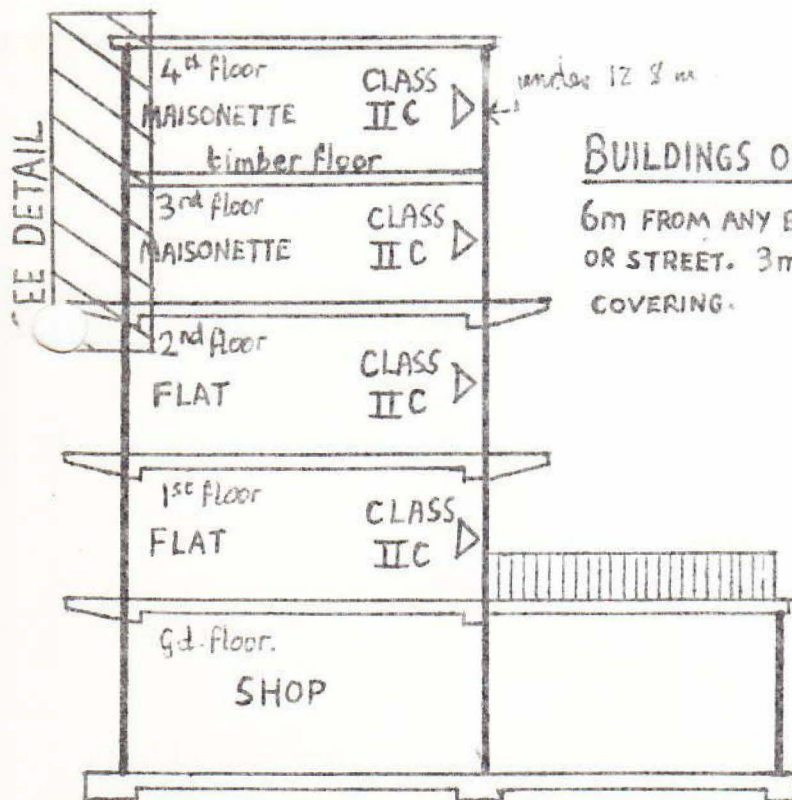 4th floor
CLASS
II C
under 12 8 m
MAISONETTE
timber floor
BUILDINGS O
6m FROM ANY
OR STREET. 3m
COVERING.
3rd floor
CLASS
II C
MAISONETTE
EE DETAIL
2nd floor
CLASS
II C
FLAT
1st floor
CLASS
II C
FLAT
Gd. floor.
SHOP